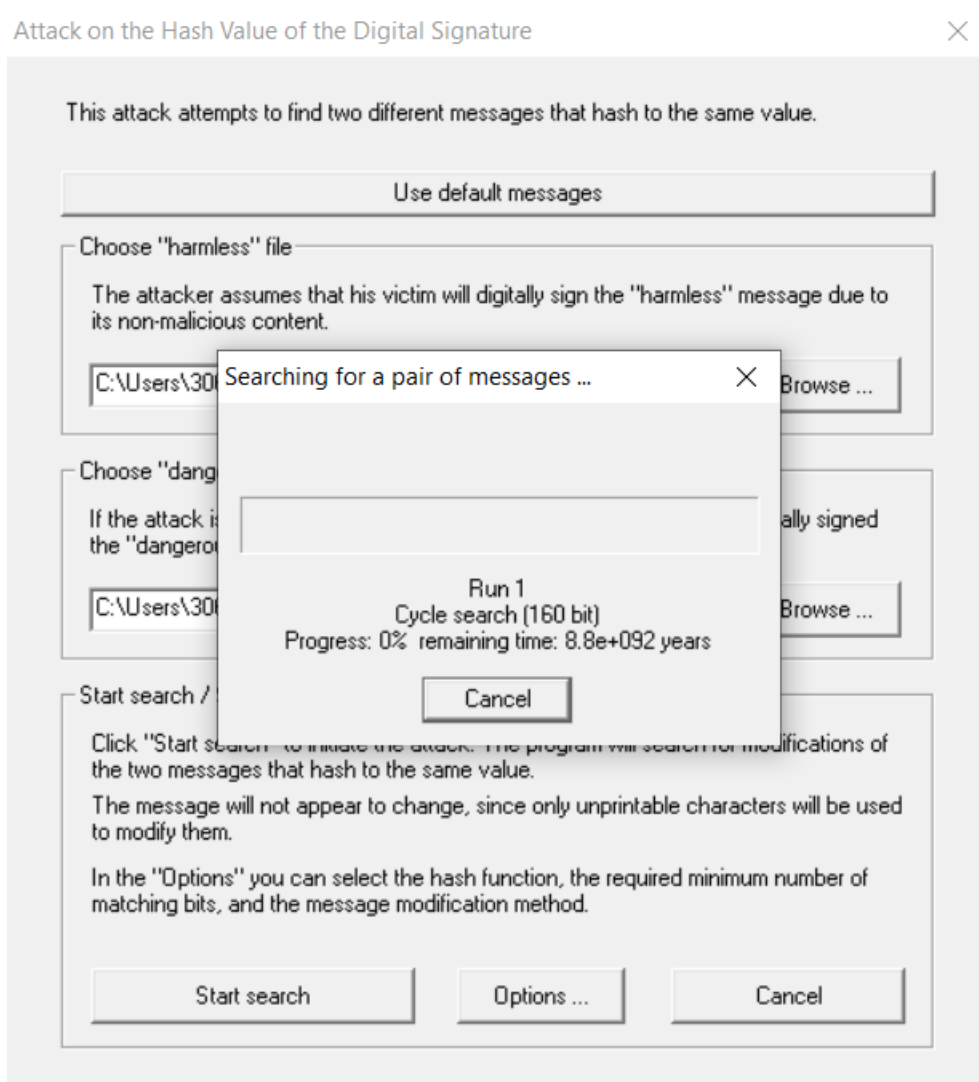 Attack on the Hash Value of the Digital Signature
This attack attempts to find two different messages that hash to the same value.
Use default messages
Choose "harmless" file
The attacker assumes that his victim will digitally sign the "harmless" message due to
its non-malicious content.
C:\Users\30
Browse ...
Searching for a pair of messages ...
Run 1
Cycle search (160 bit)
Progress: 0% remaining time: 8.8e+092 years
Cancel
Choose "dang
If the attack ally signed
the
C:\Users\30
Browse ...
Start search /
Click "Start search" to initiate the attack. The program will search for modifications of
the two messages that hash to the same value.
The message will not appear to change, since only unprintable characters will be used
to modify them.
In the "Options" you can select the hash function, the required minimum number of
matching bits, and the message modification method.
Start search
Options ...
Cancel